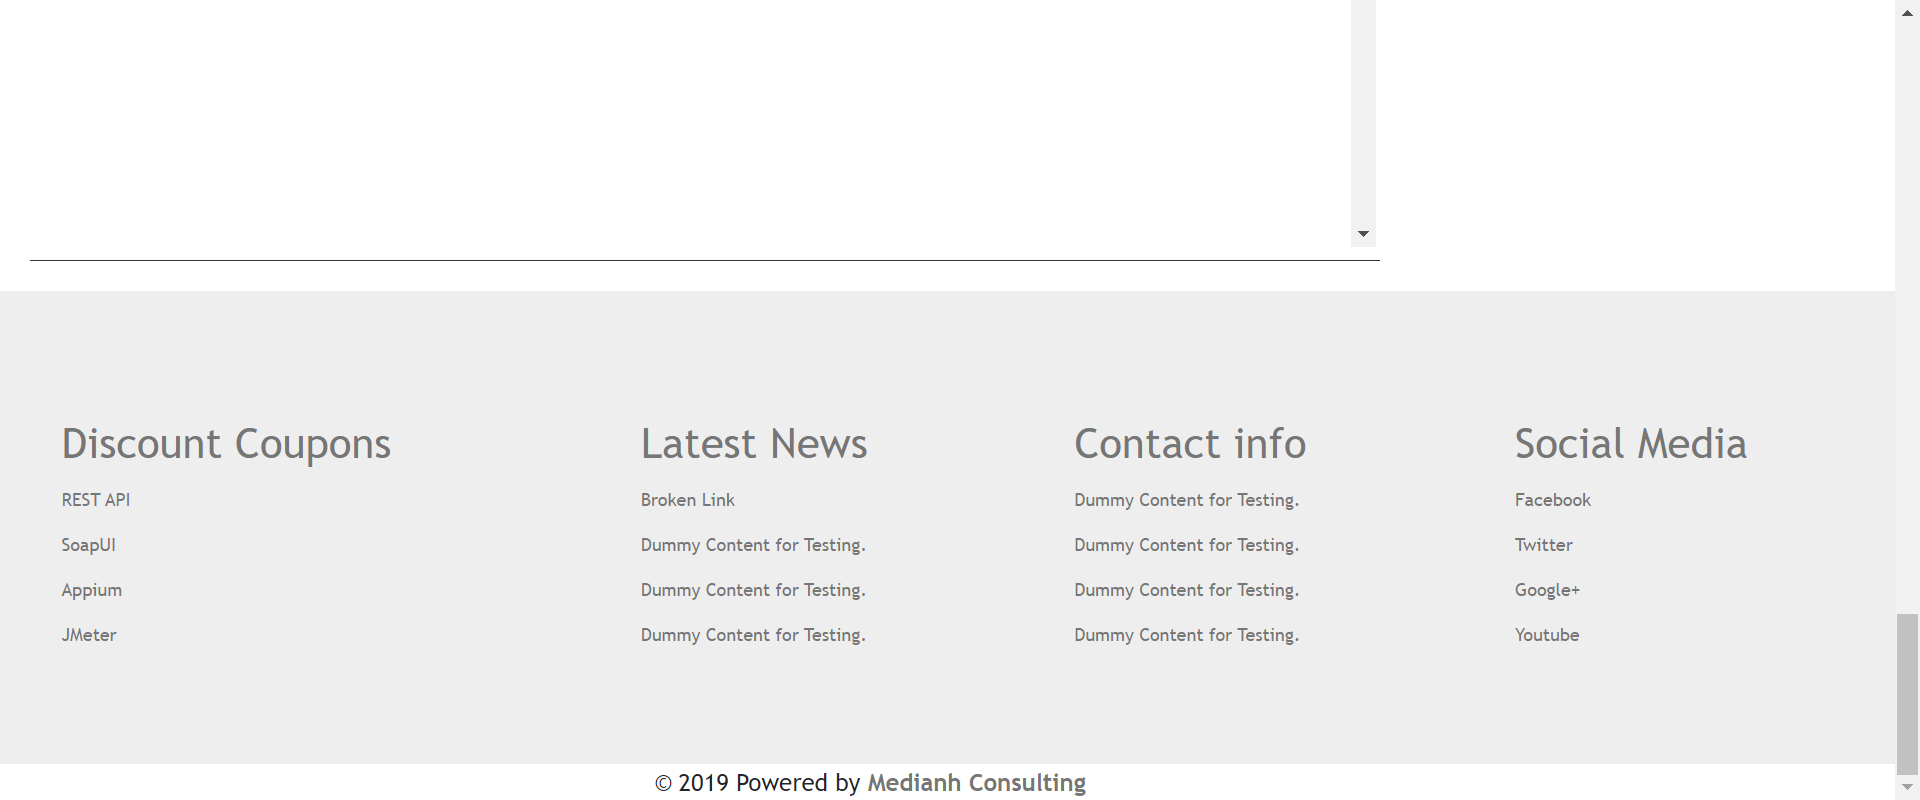 Discount Coupons
REST API
SoapUI
Appium
JMeter
Latest News
Broken Link
Dummy Content for Testing.
Dummy Content for Testing.
Dummy Content for Testing.
Contact info
Dummy Content for Testing.
Dummy Content for Testing.
Dummy Content for Testing.
Dummy Content for Testing.
Social Media
Facebook
Twitter
Google+
Youtube
© 2019 Powered by Medianh Consulting